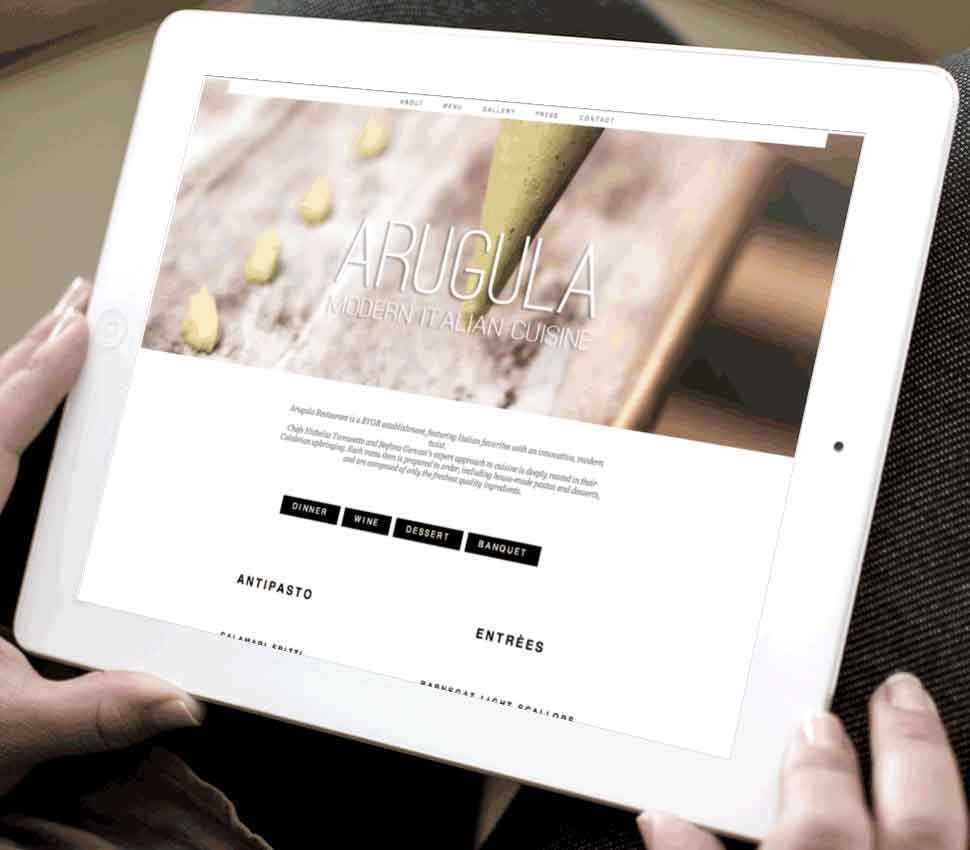 ABOUT MENU GALLERY PRESS CONTACT
ARUGULA
MODERN ITALIAN CUISINE
Arugula Restaurant is a BYOB establishment, featuring Italian favorites with an innovative, modern
twist.
Chefs Nicholas and Stefano expert approach to cuisine is deeply rooted in their
Calabrian upbringing. Each menu item is prepared to order, including house-made pastas and desserts,
and are composed of only the freshest quality ingredients.
DINNER WINE DESSERT BANQUET
ANTIPASTO
ENTRÉES
CALAMARI FRITTI
BARNEGAT LIGHT SCALLOPS